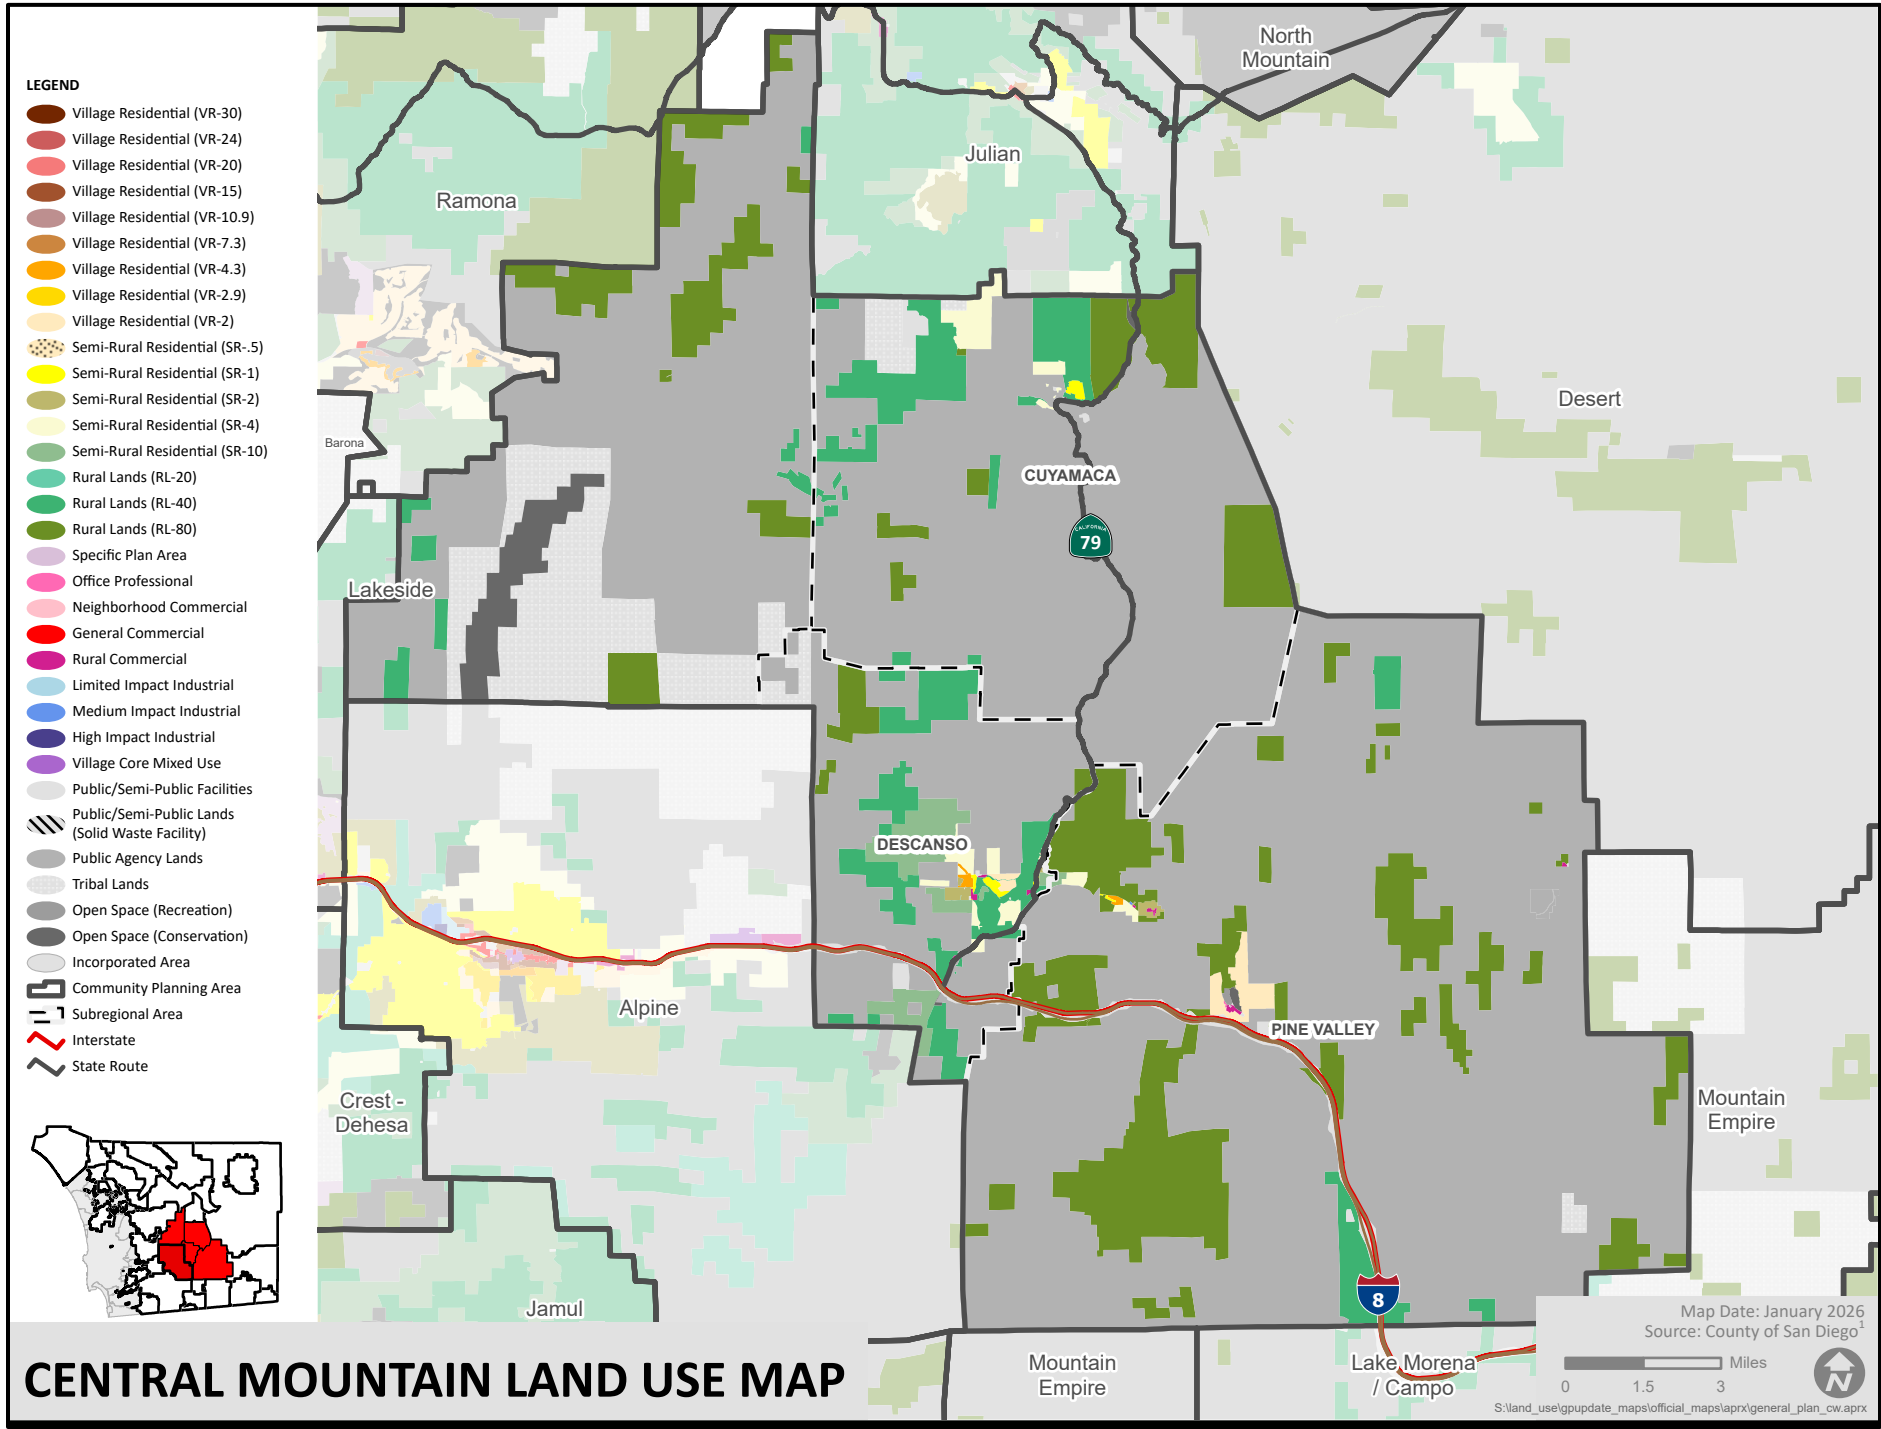 LEGEND
Village Residential (VR-30)
Village Residential (VR-24)
Village Residential (VR-20)
Village Residential (VR-15)
Village Residential (VR-10.9)
Village Residential (VR-7.3)
Village Residential (VR-4.3)
Village Residential (VR-2.9)
Village Residential (VR-2)
Semi-Rural Residential (SR-.5)
Semi-Rural Residential (SR-1)
Semi-Rural Residential (SR-2)
Semi-Rural Residential (SR-4)
Semi-Rural Residential (SR-10)
Rural Lands (RL-20)
Rural Lands (RL-40)
Rural Lands (RL-80)
Specific Plan Area
Office Professional
Neighborhood Commercial
General Commercial
Rural Commercial
Limited Impact Industrial
Medium Impact Industrial
High Impact Industrial
Village Core Mixed Use
Public/Semi-Public Facilities
Public/Semi-Public Lands
(Solid Waste Facility)
Public Agency Lands
Tribal Lands
Open Space (Recreation)
Open Space (Conservation)
Incorporated Area
Community Planning Area
Subregional Area
Interstate
State Route
North
Mountain
Julian
Ramona
Desert
Barona
CUYAMACA
CALIFORNIA
79
Lakeside
DESCANSO
Alpine
PINE VALLEY
Crest -
Dehesa
Mountain
Empire
8
Jamul
Mountain
Empire
Lake Morena
/ Campo
CENTRAL MOUNTAIN LAND USE MAP
Map Date: January 2026
Source: County of San Diego1
Miles
0 1.5 3
N
S:\land_use\gpupdate_maps\official_maps\aprx\general_plan_cw.aprx